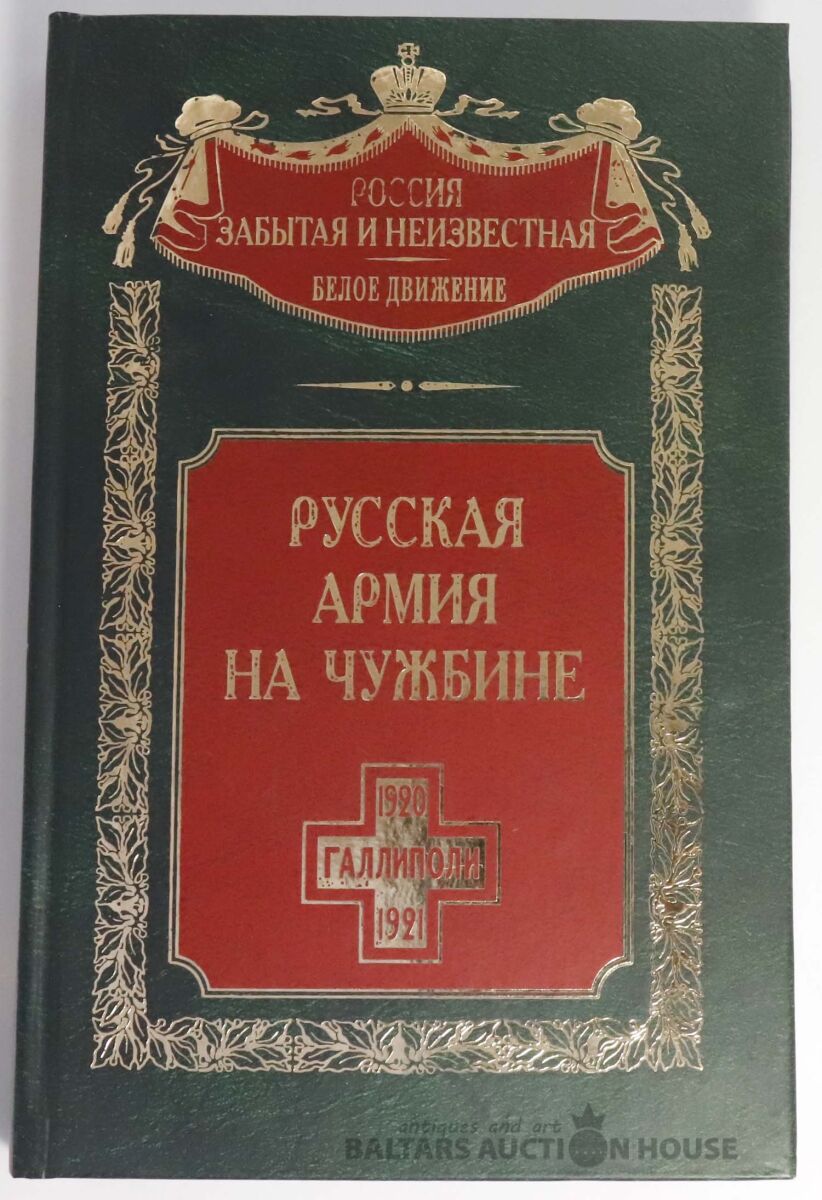 РОССИЯ
ЗАБЫТАЯ И НЕИЗВЕСТНАЯ
БЕЛОЕ ДВИЖЕНИЕ
РУССКАЯ
АРМИЯ
НА ЧУЖБИНЕ
1920
ГАЛЛИПОЛИ
1921
antiques and art
BALTARS AUCTION HOUSE